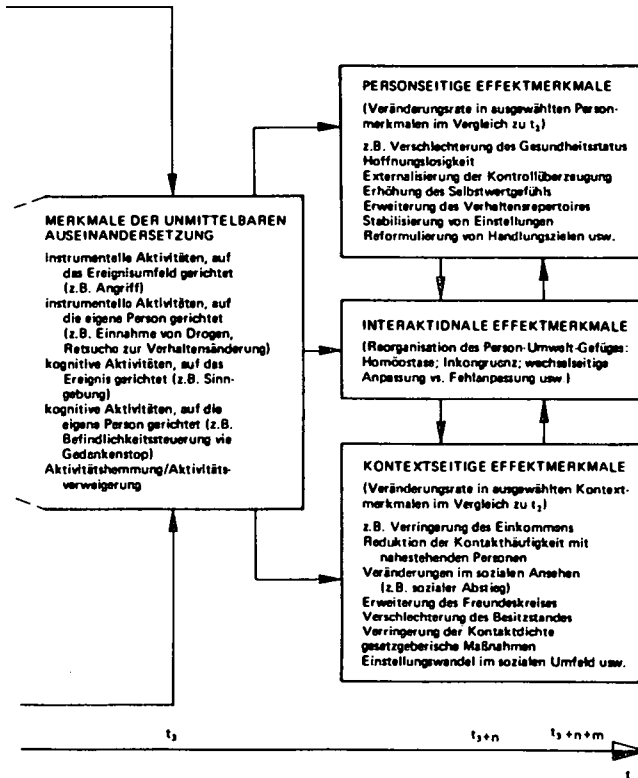 MERKMALE DER UNMITTELBAREN
AUSEINANDERSETZUNG
instrumentelle Aktivitäten, auf
das Ereignisumfeld gerichtet
(z.B. Angriff)
instrumentelle Aktivitäten, auf
die eigene Person gerichtet
(z.B. Einnahme von Drogen,
Retsuche zur Verhaltensänderung)
kognitive Aktivitäten, auf das
Ereignis gerichtet (z.B. Sinn-
gebung)
kognitive Aktivitäten, auf die
eigene Person gerichtet (z.B.
Befindlichkeitssteuerung vie
Gedankenstop)
Aktivitätshemmung/Aktivitäts-
verweigerung
PERSONSEITIGE EFFEKTMERKMALE
(Veränderungsrate in ausgewählten Person-
merkmalen im Vergleich zu t₂)
z.B. Verschlechterung des Gesundheitsstatus
Hoffnungslosigkeit
Externalisierung der Kontrollüberzeugung
Erhöhung des Selbstwertgefühls
Erweiterung des Verhaltensrepertoires
Stabilisierung von Einstellungen
Reformulierung von Handlungszielen usw.
INTERAKTIONALE EFFEKTMERKMALE
(Reorganisation des Person-Umwelt-Gefüges:
Homöostase; Inkongruenz; wechselseitige
Anpassung vs. Fehlanpassung usw.)
KONTEXTSEITIGE EFFEKTMERKMALE
(Veränderungsrate in ausgewählten Kontext-
merkmalen im Vergleich zu t₂)
z.B. Verringerung des Einkommens
Reduktion der Kontakthäufigkeit mit
nahestehenden Personen
Veränderungen im sozialen Ansehen
(z.B. sozialer Abstieg)
Erweiterung des Freundeskreises
Verschlechterung des Besitzstandes
Verringerung der Kontaktdichte
gesetzgeberische Maßnahmen
Einstellungswandel im sozialen Umfeld usw.
t₃
t₃+n
t₃+n+m
t